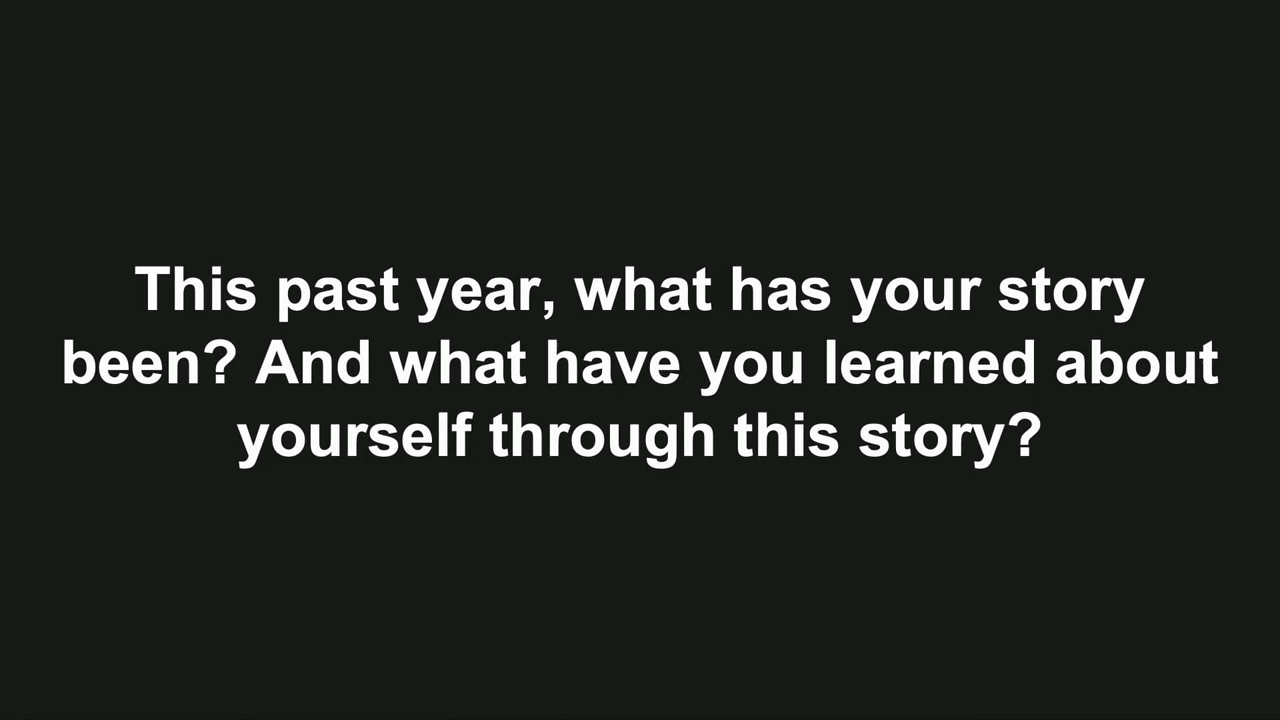 This past year, what has your story
been? And what have you learned about
yourself through this story?